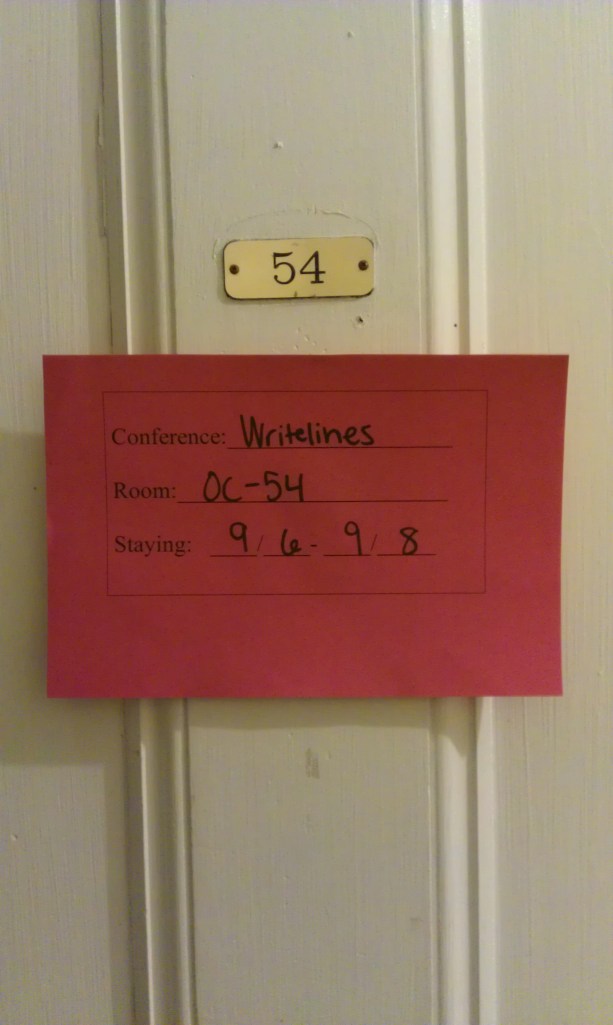 54
Conference: Writelines
Room: OC-54
Staying: 9/6-9/8